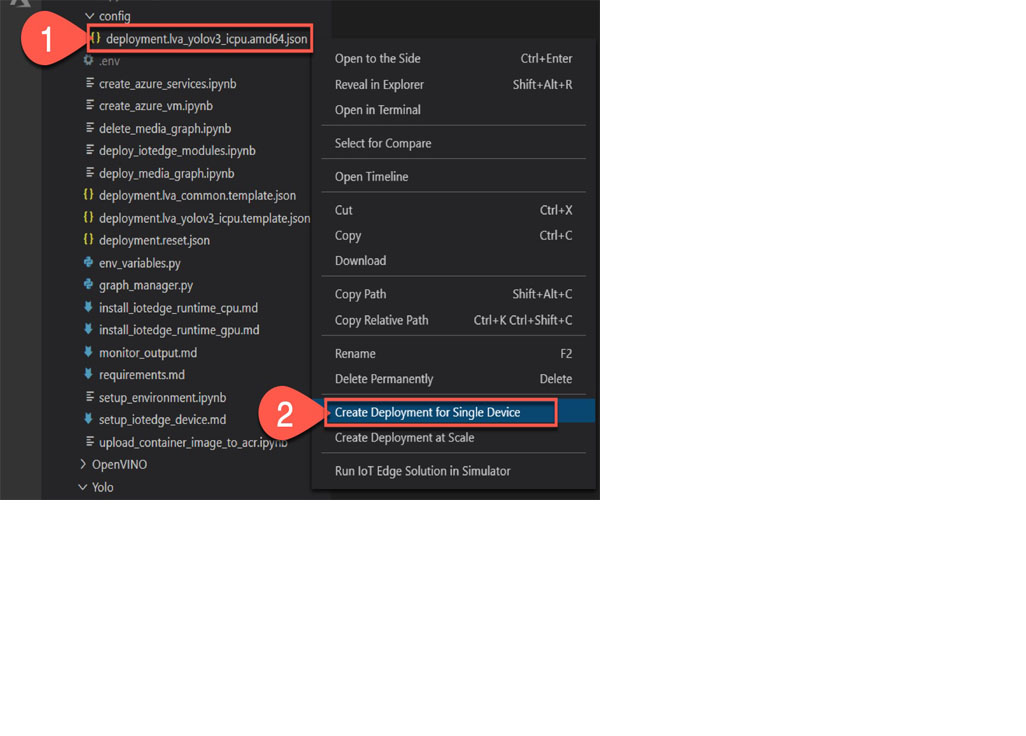 config
1
{} deployment.lva_yolov3_icpu.amd64.json
.env
create_azure_services.ipynb
create_azure_vm.ipynb
delete_media_graph.ipynb
deploy_iotedge_modules.ipynb
deploy_media_graph.ipynb
{} deployment.lva_common.template.json
{} deployment.lva_yolov3_icpu.template.json
{} deployment.reset.json
env_variables.py
graph_manager.py
install_iotedge_runtime_cpu.md
install_iotedge_runtime_gpu.md
monitor_output.md
requirements.md
setup_environment.ipynb
setup_iotedge_device.md
upload_container_image_to_acr.ipynb
OpenVINO
Yolo
Open to the Side Ctrl+Enter
Reveal in Explorer Shift+Alt+R
Open in Terminal
Select for Compare
Open Timeline
Cut Ctrl+X
Copy Ctrl+C
Download
Copy Path Shift+Alt+C
Copy Relative Path Ctrl+K Ctrl+Shift+C
Rename F2
Delete Permanently Delete
2
Create Deployment for Single Device
Create Deployment at Scale
Run IoT Edge Solution in Simulator